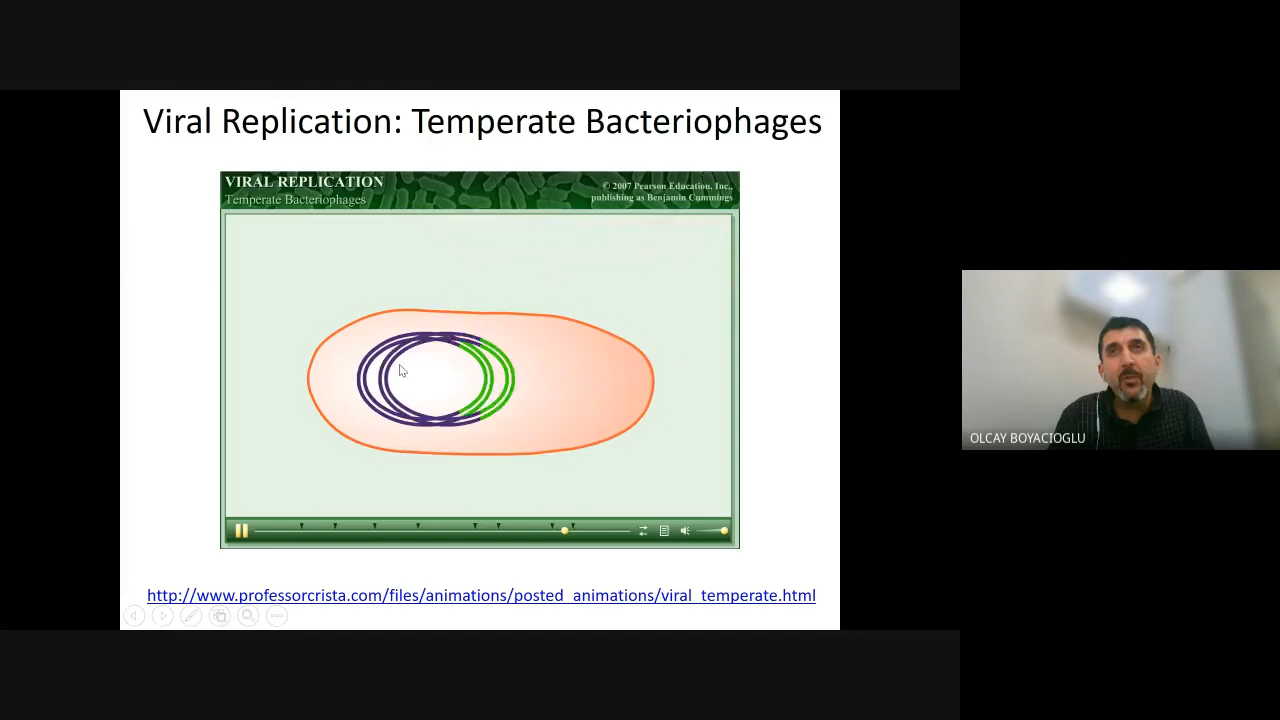 Viral Replication: Temperate Bacteriophages
VIRAL REPLICATION
Temperate Bacteriophages
© 2007 Pearson Education, Inc.,
publishing as Benjamin Cummings
http://www.professorcrista.com/files/animations/posted_animations/viral_temperate.html
OLCAY BOYACIOGLU